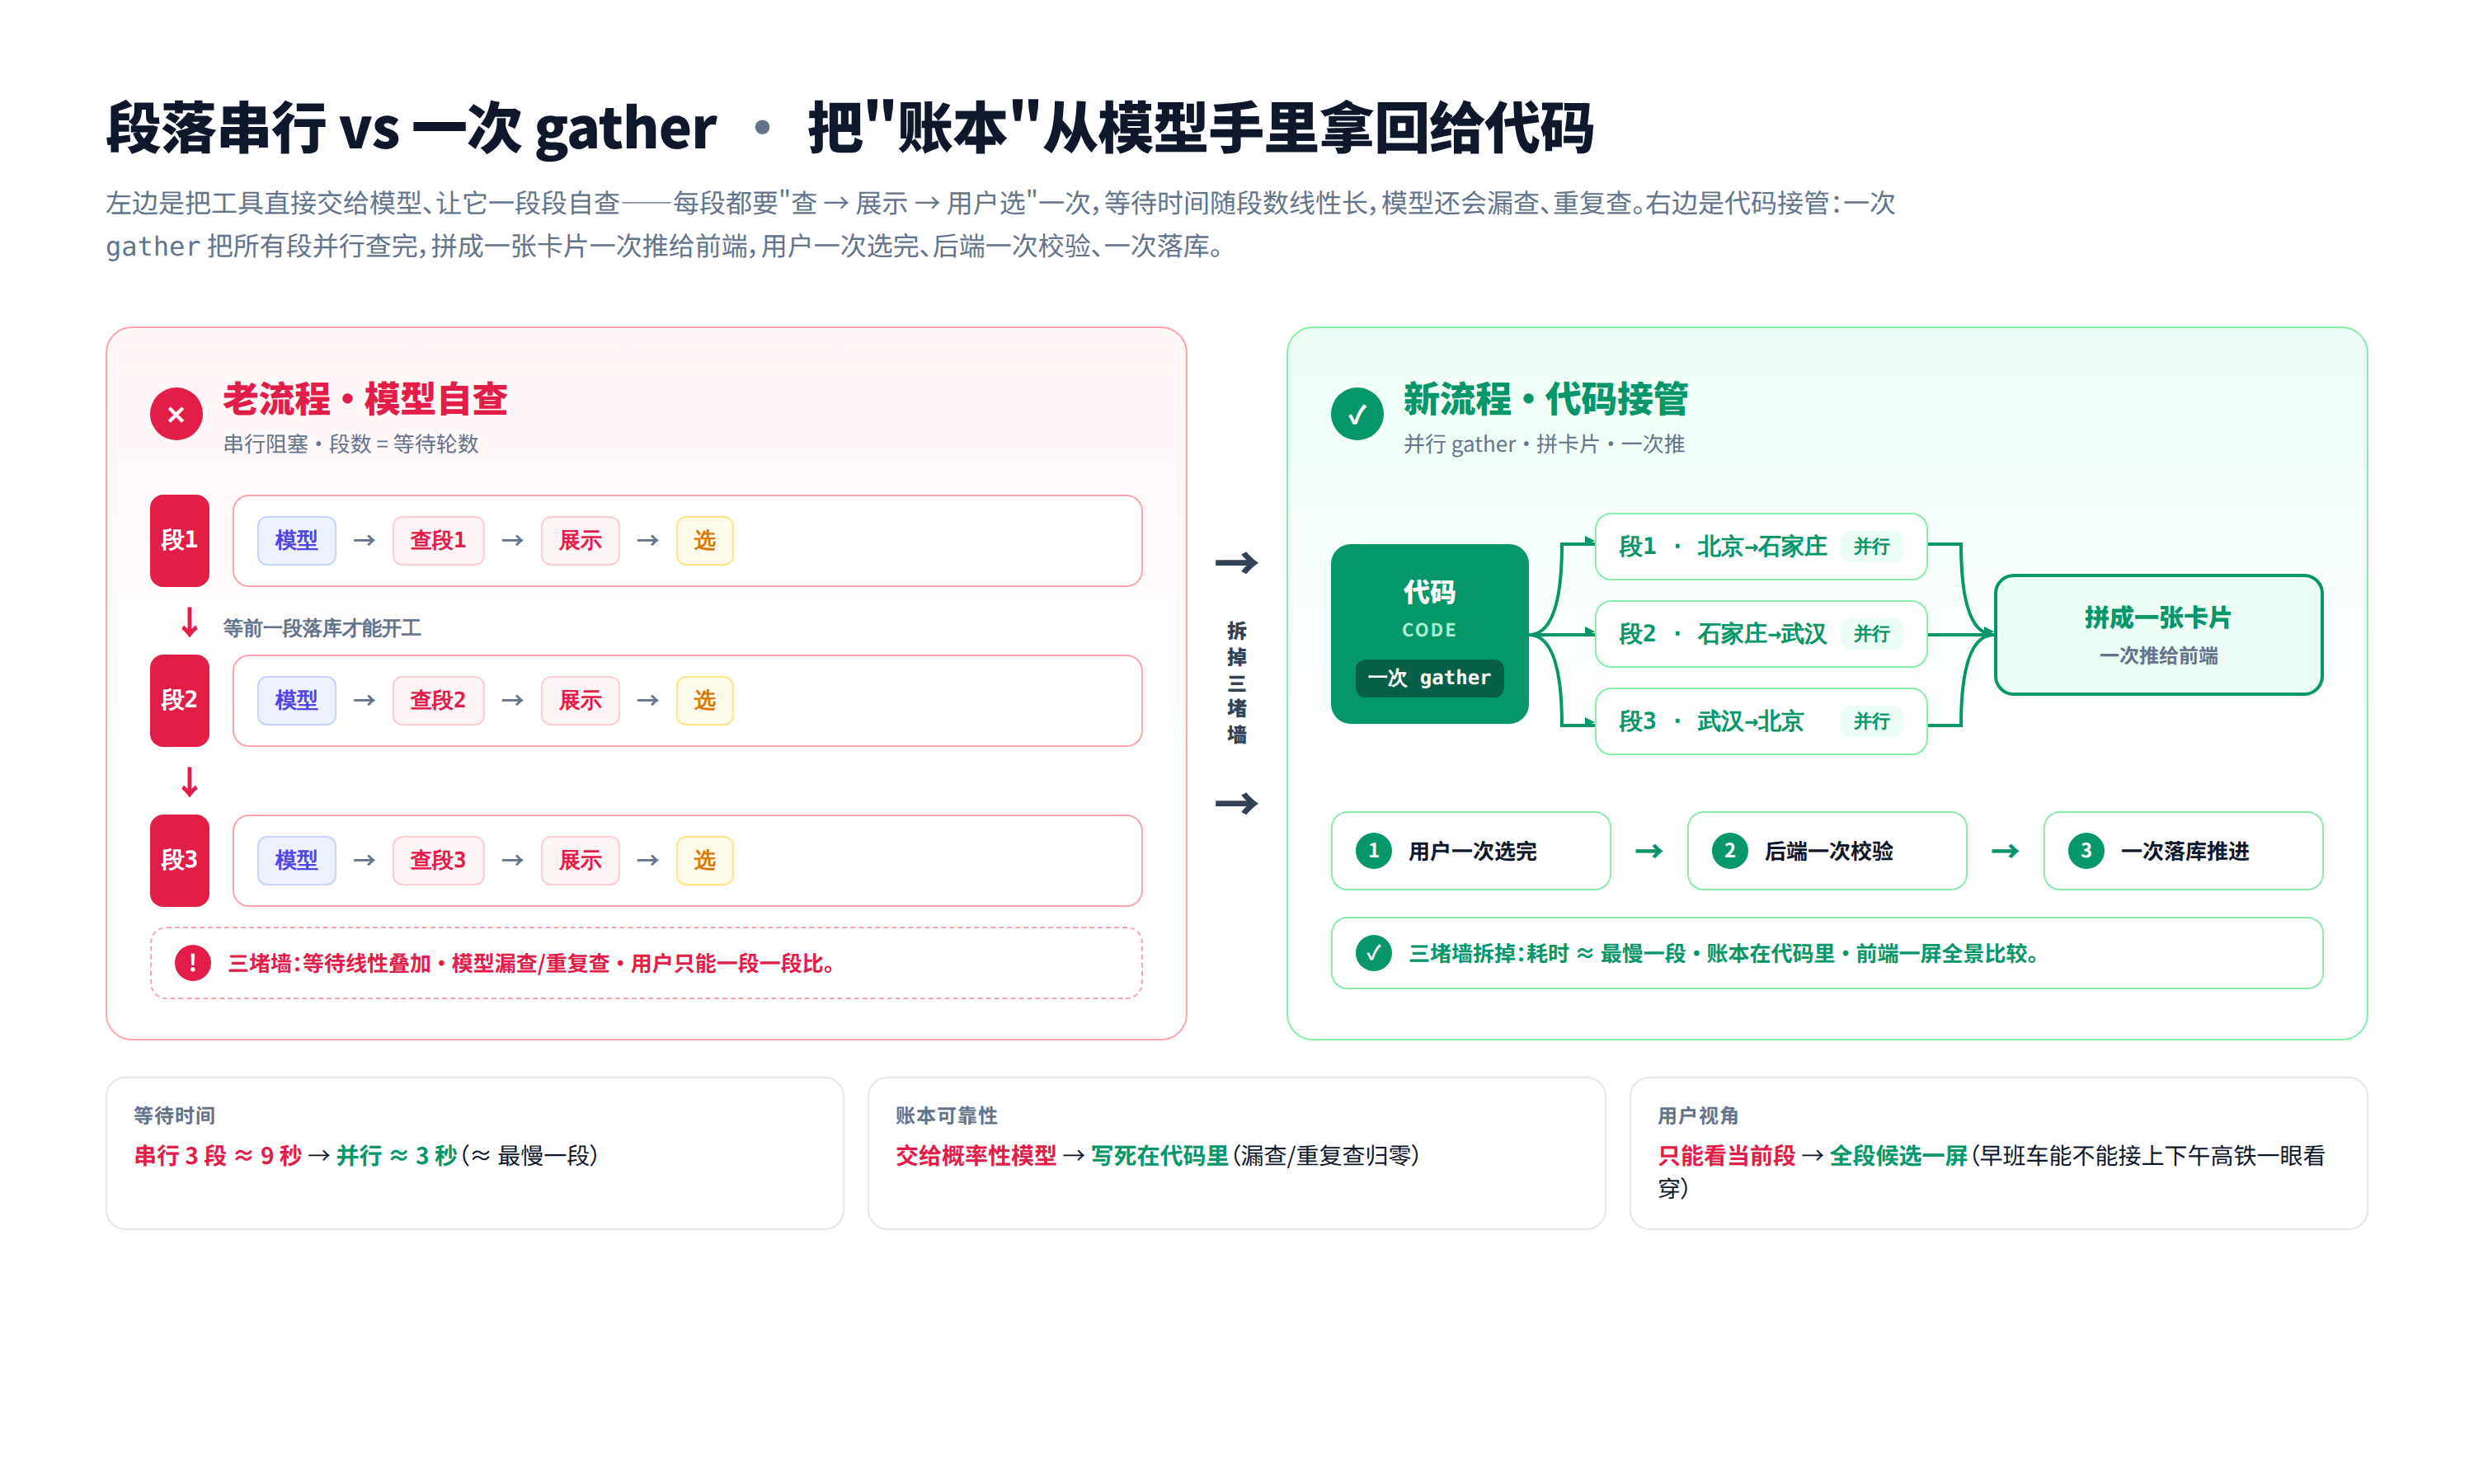 段落串行 vs 一次 gather · 把"账本"从模型手里拿回给代码
左边是把工具直接交给模型、让它一段段自查——每段都要"查 → 展示 → 用户选"一次，等待时间随段数线性长，模型还会漏查、重复查。右边是代码接管：一次
gather 把所有段并行查完，拼成一张卡片一次推给前端，用户一次选完、后端一次校验、一次落库。
× 老流程·模型自查
串行阻塞·段数 = 等待轮数
段1 模型 → 查段1 → 展示 → 选
↓ 等前一段落库才能开工
段2 模型 → 查段2 → 展示 → 选
↓
段3 模型 → 查段3 → 展示 → 选
! 三堵墙：等待线性叠加·模型漏查/重复查·用户只能一段一段比。
→
拆
掉
三
堵
墙
→
✓ 新流程·代码接管
并行 gather·拼卡片·一次推
代码
CODE
一次 gather
段1 · 北京→石家庄 并行
段2 · 石家庄→武汉 并行
段3 · 武汉→北京 并行
拼成一张卡片
一次推给前端
1 用户一次选完 → 2 后端一次校验 → 3 一次落库推进
✓ 三堵墙拆掉：耗时 ≈ 最慢一段·账本在代码里·前端一屏全景比较。
等待时间
串行 3 段 ≈ 9 秒 → 并行 ≈ 3 秒（≈ 最慢一段）
账本可靠性
交给概率性模型 → 写死在代码里（漏查/重复查归零）
用户视角
只能看当前段 → 全段候选一屏（早班车能不能接上下午高铁一眼看
穿）